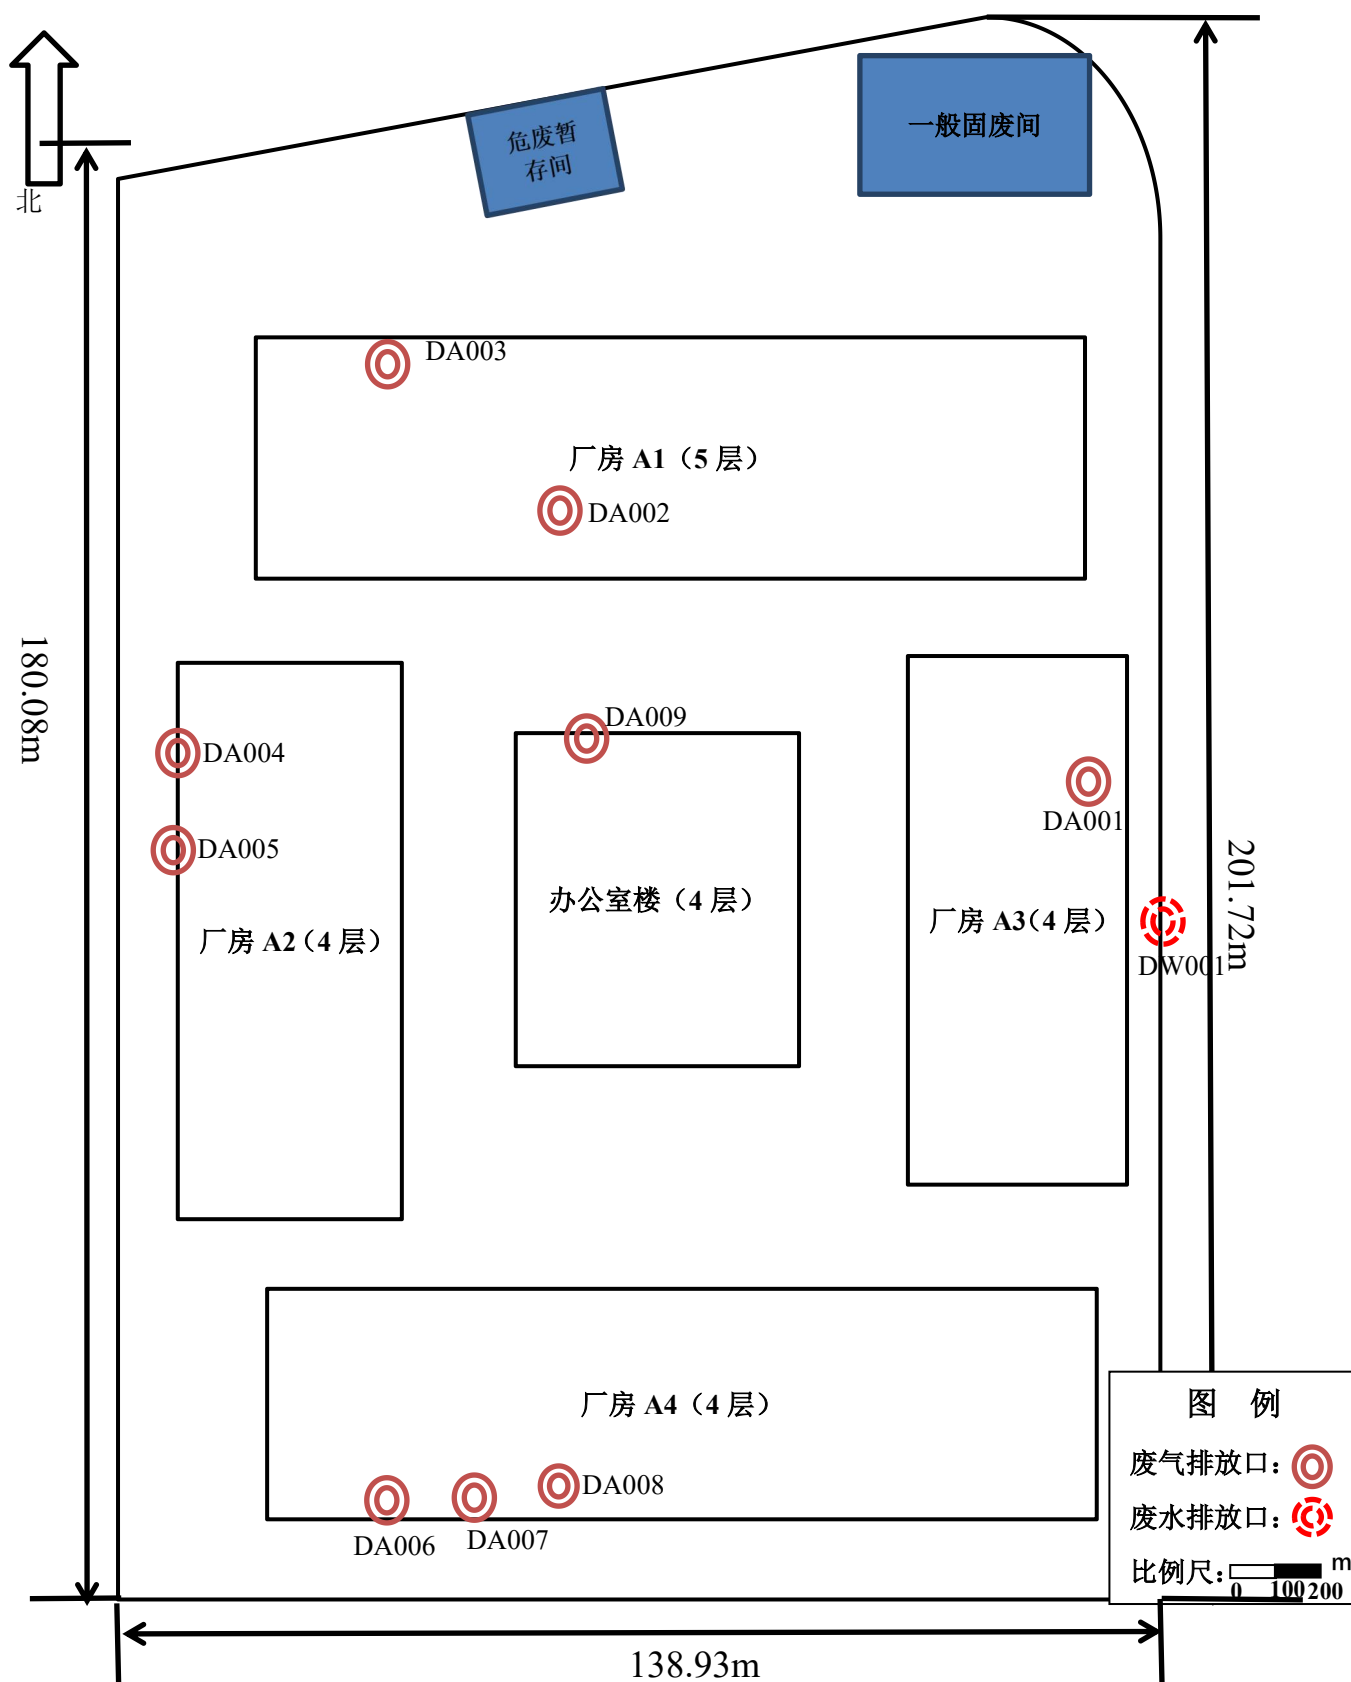 北
危废暂
存间
一般固废间
DA003
厂房 A1（5 层）
DA002
180.08m
DA009
DA004
DA001
DA005
201.72m
办公室楼（4 层）
厂房 A3(4 层）
厂房 A2（4 层）
DW001
厂房 A4（4 层）
DA008
DA006
DA007
图 例
废气排放口：
废水排放口：
比例尺： m
0 100 200
138.93m